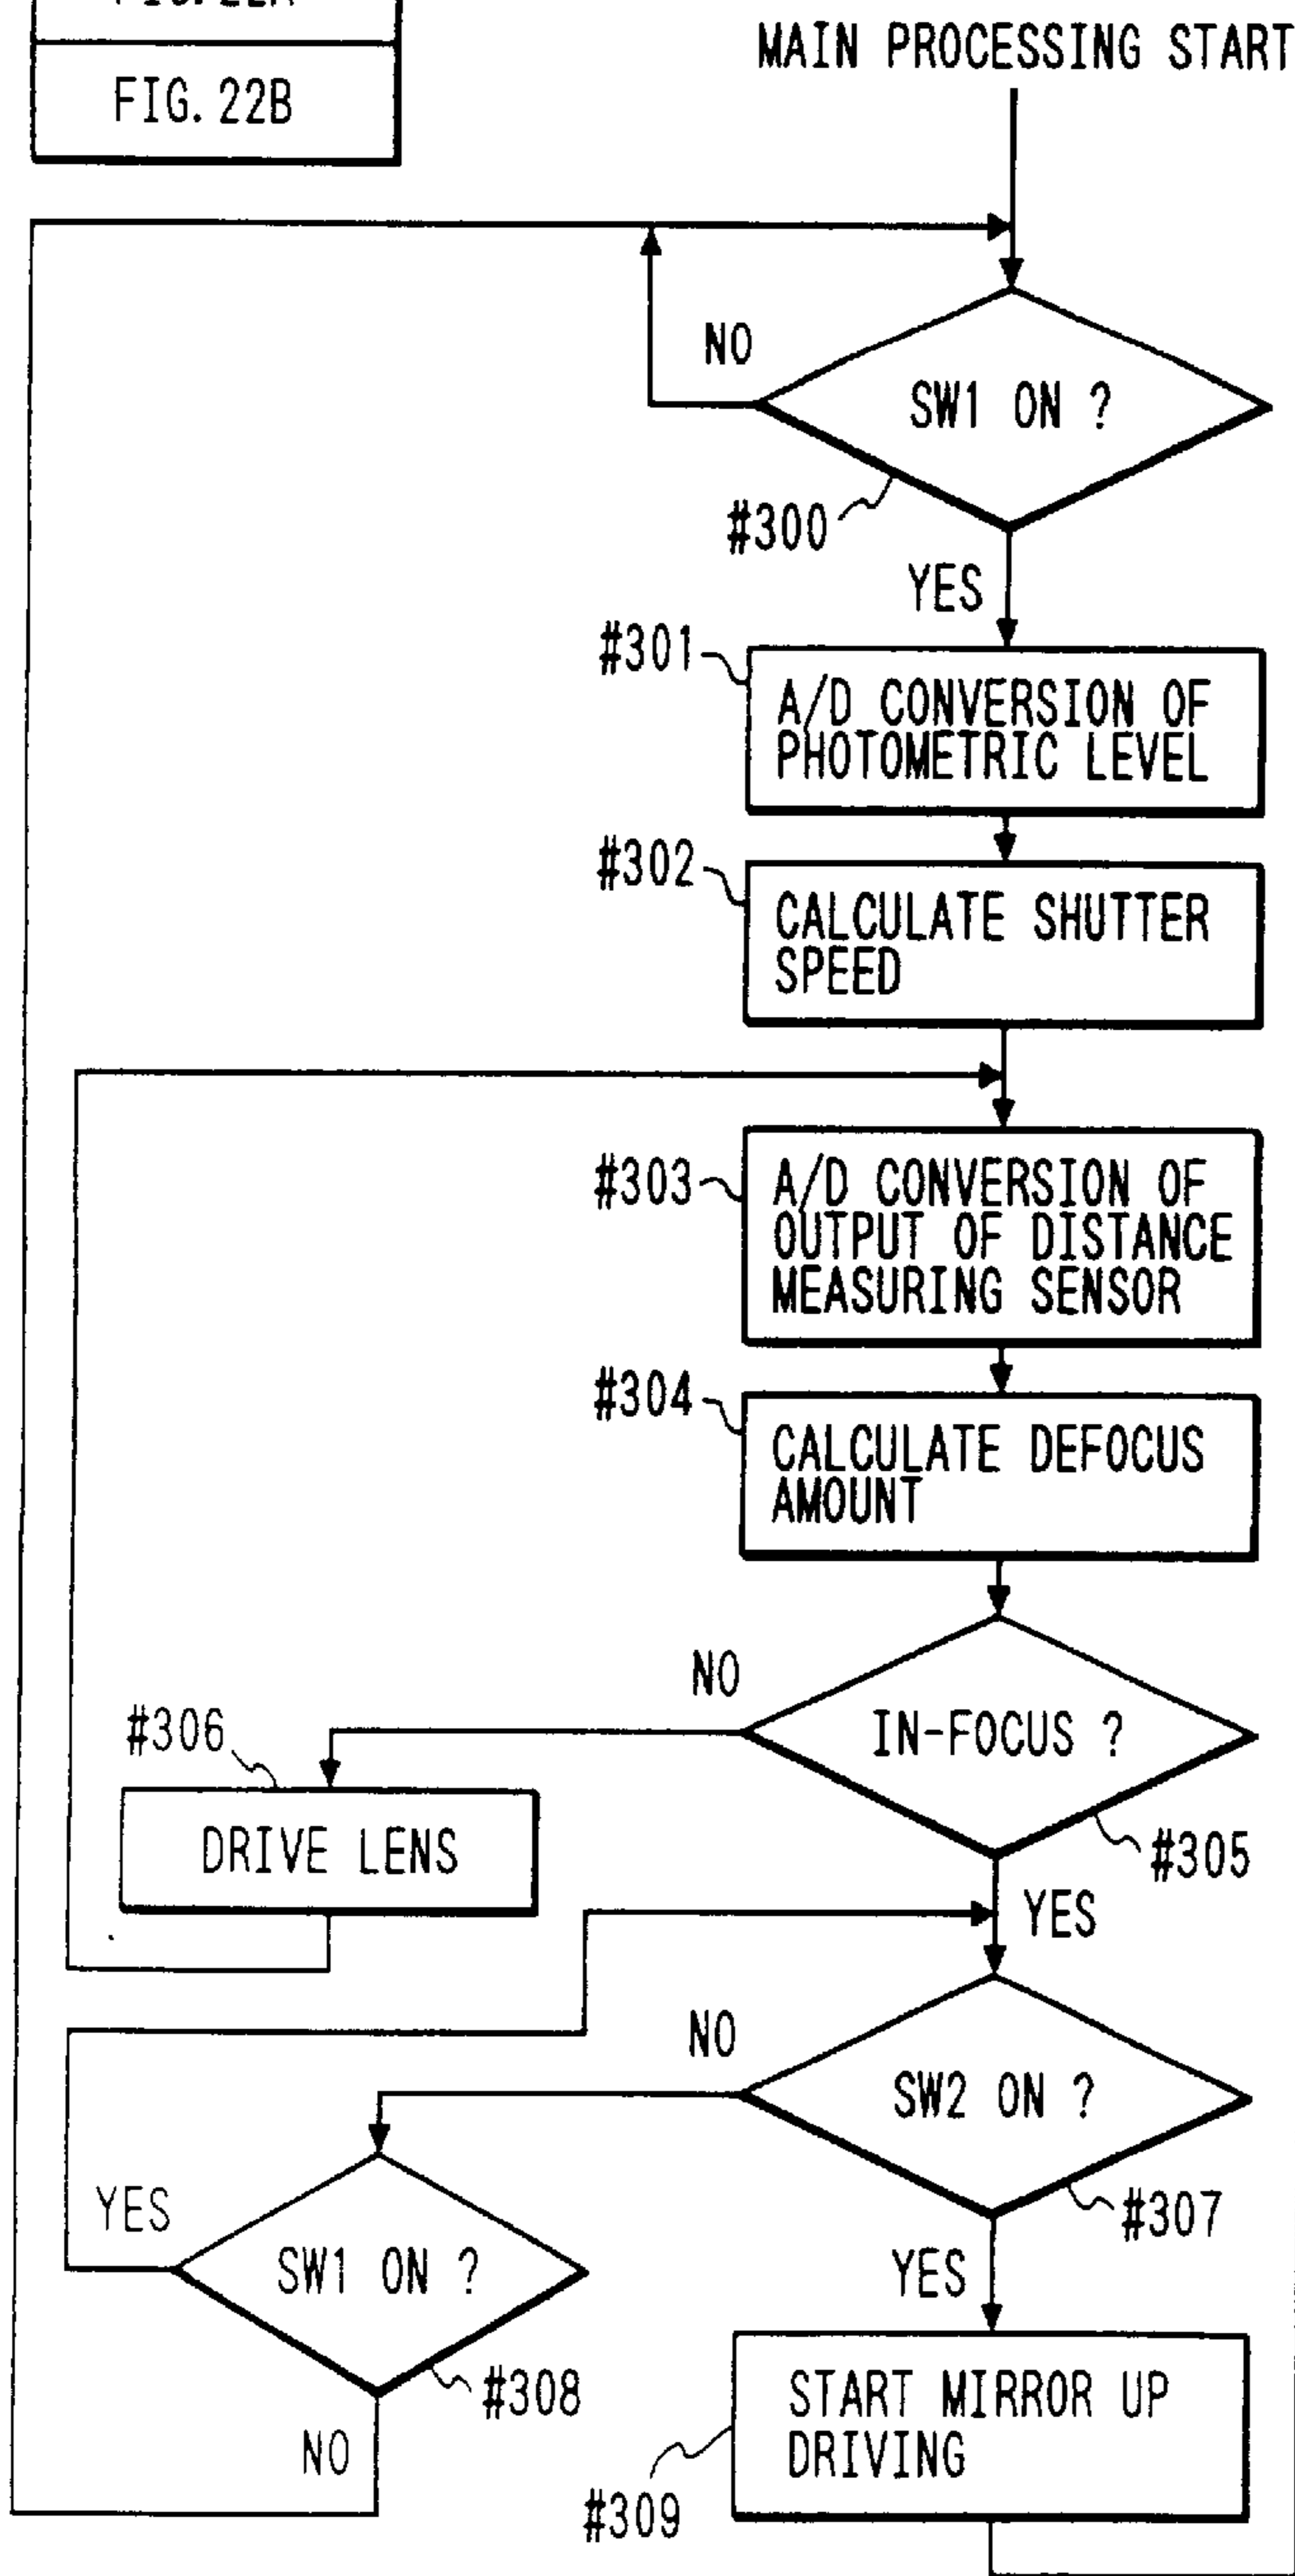 FIG. 22B
MAIN PROCESSING START
NO
SW1 ON ?
#300
YES
#301
A/D CONVERSION OF
PHOTOMETRIC LEVEL
#302
CALCULATE SHUTTER
SPEED
#303
A/D CONVERSION OF
OUTPUT OF DISTANCE
MEASURING SENSOR
#304
CALCULATE DEFOCUS
AMOUNT
NO
IN-FOCUS ?
#305
#306
DRIVE LENS
YES
NO
SW2 ON ?
#307
YES
SW1 ON ?
#308
NO
YES
START MIRROR UP
DRIVING
#309